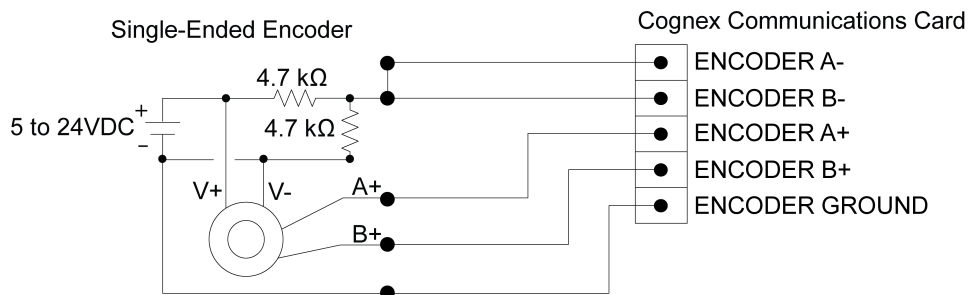 Cognex Communications Card
Single-Ended Encoder
ENCODER A-
4.7 kΩ
ENCODER B-
+
5 to 24VDC
4.7 kΩ
ENCODER A+
-
ENCODER B+
V+
V-
A+
ENCODER GROUND
B+